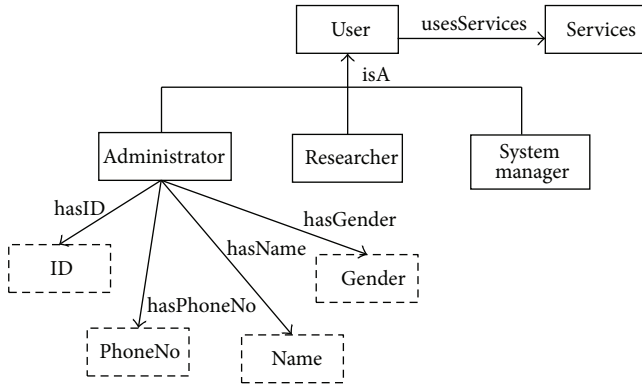 User
usesServices
Services
isA
Administrator
Researcher
System
manager
hasID
hasGender
hasName
ID
Gender
hasPhoneNo
PhoneNo
Name